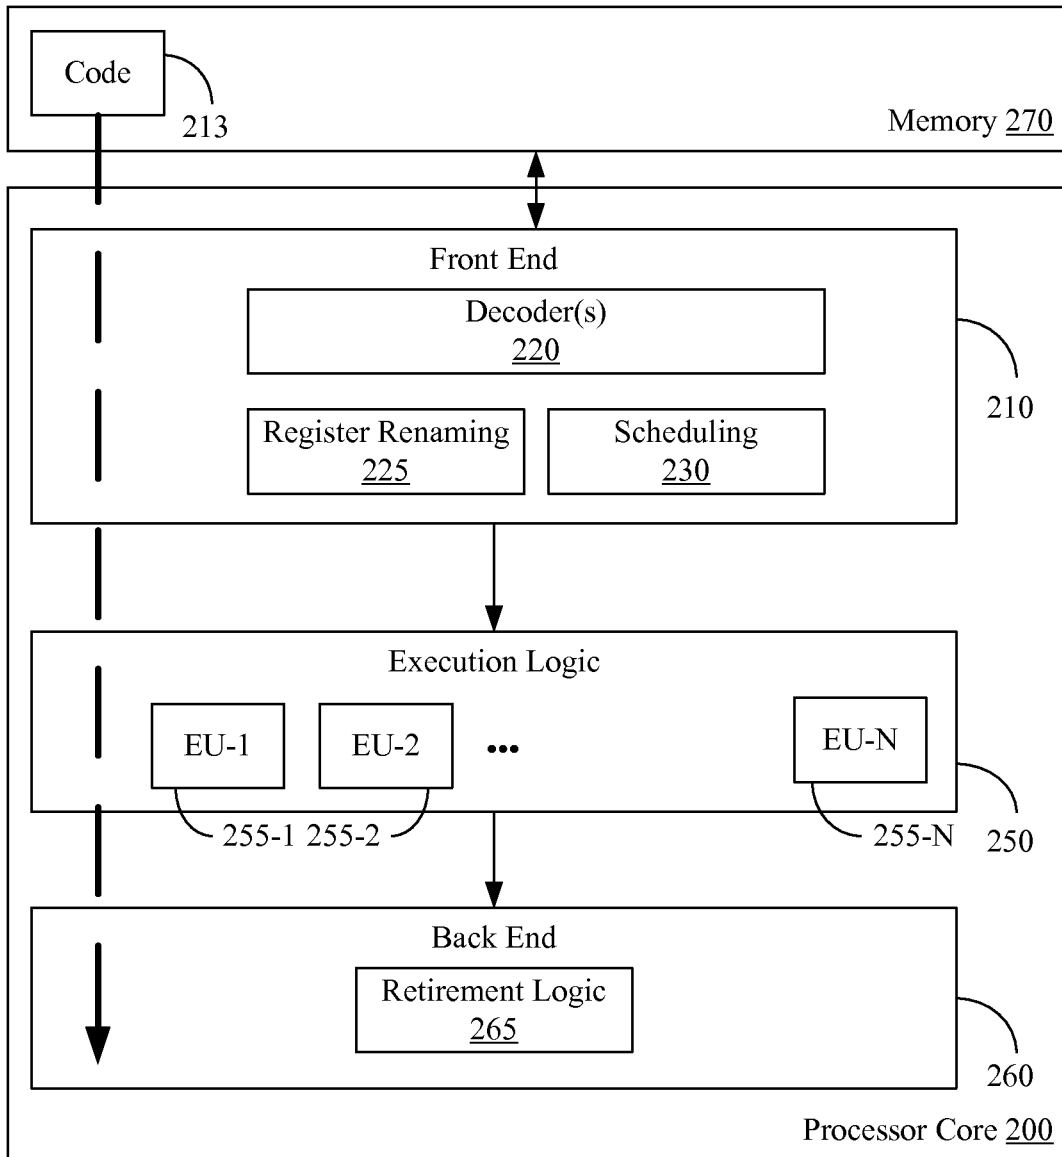 Code
213
Memory 270
Front End
Decoder(s)
220
210
Register Renaming
225
Scheduling
230
Execution Logic
EU-1
EU-2
...
EU-N
255-1
255-2
255-N
250
Back End
Retirement Logic
265
260
Processor Core 200